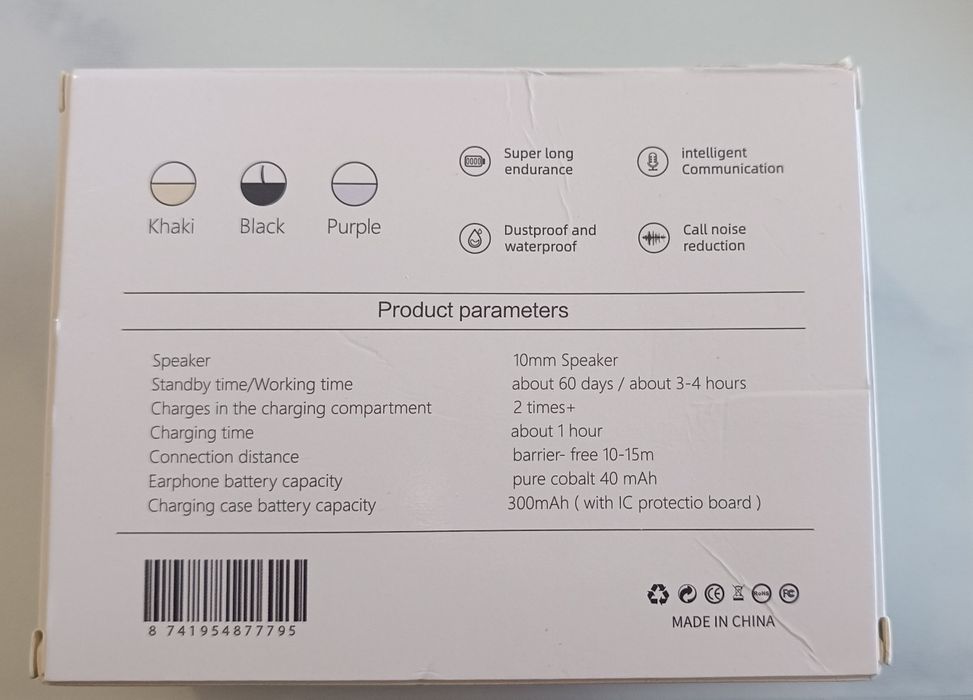 Khaki
Black
Purple
Super long
endurance
intelligent
Communication
Dustproof and
waterproof
Call noise
reduction
Product parameters
Speaker 10mm Speaker
Standby time/Working time about 60 days / about 3-4 hours
Charges in the charging compartment 2 times+
Charging time about 1 hour
Connection distance barrier- free 10-15m
Earphone battery capacity pure cobalt 40 mAh
Charging case battery capacity 300mAh ( with IC protectio board )
8 741954877795
CE RoHS FC
MADE IN CHINA